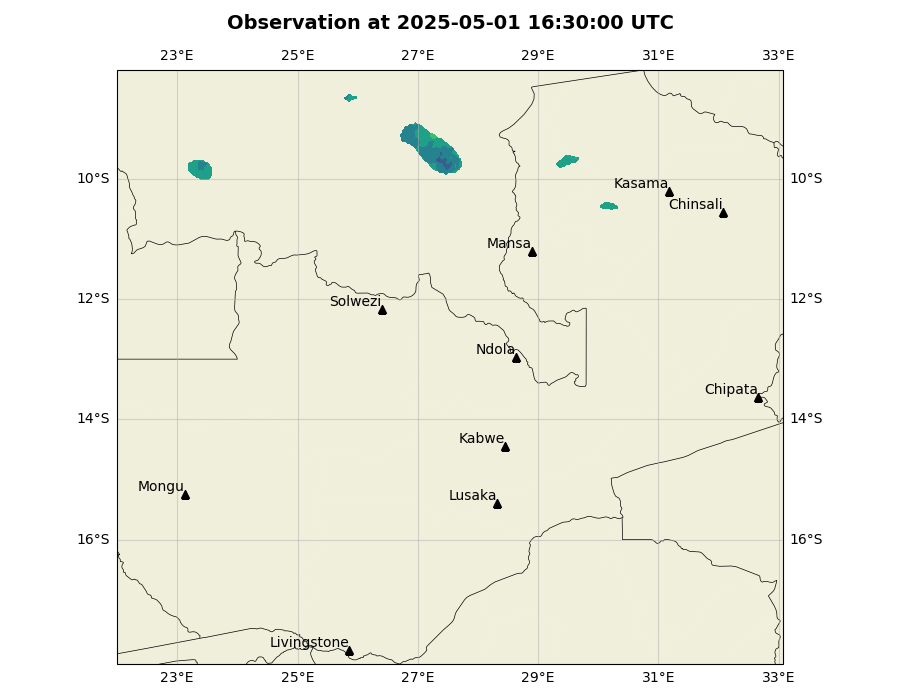 Observation at 2025-05-01 16:30:00 UTC
23°E 25°E 27°E 29°E 31°E 33°E
10°S 10°S
Kasama
Chinsali
Mansa
12°S 12°S
Solwezi
Ndola
Chipata
14°S 14°S
Kabwe
Mongu
Lusaka
16°S 16°S
Livingstone
23°E 25°E 27°E 29°E 31°E 33°E